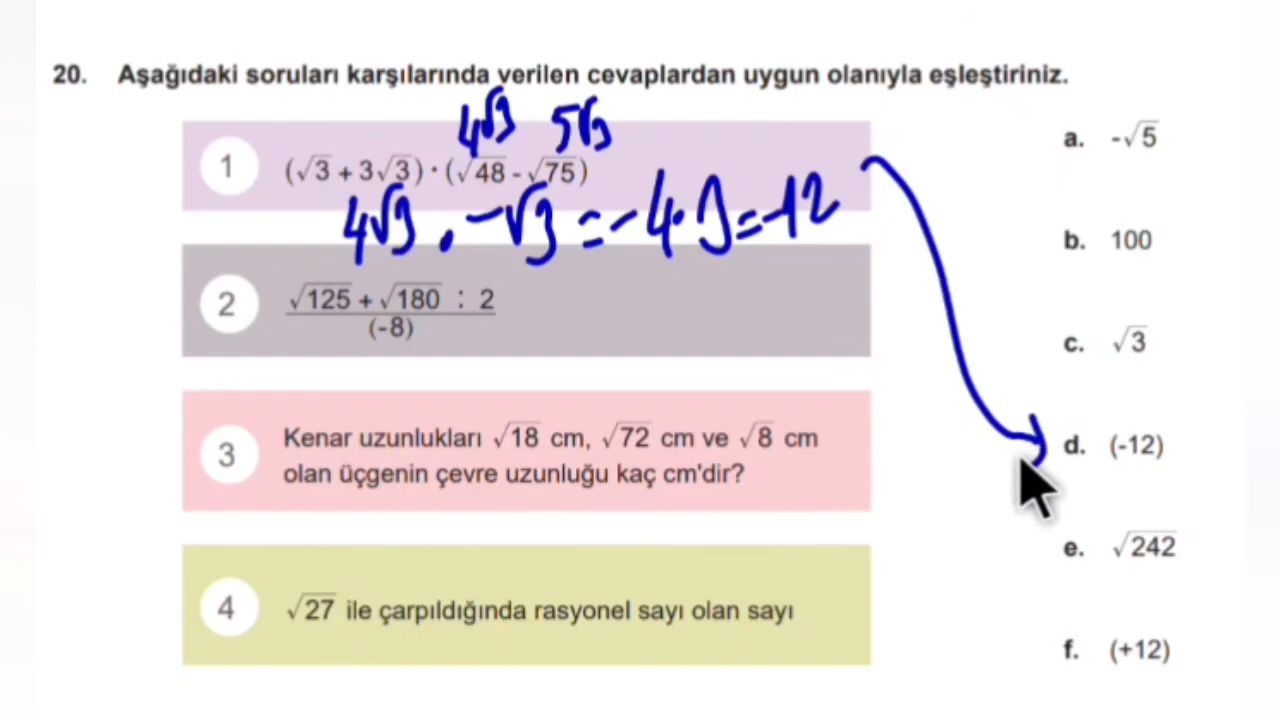 20. Aşağıdaki soruları karşılarında verilen cevaplardan uygun olanıyla eşleştiriniz.
4√3 5√3
1 (√3 + 3√3) · (√48 - √75)
4√3 . -√3 = -4.3 = -12
2 √125 + √180 : 2
(-8)
3 Kenar uzunlukları √18 cm, √72 cm ve √8 cm
olan üçgenin çevre uzunluğu kaç cm'dir?
4 √27 ile çarpıldığında rasyonel sayı olan sayı
a. -√5
b. 100
c. √3
d. (-12)
e. √242
f. (+12)